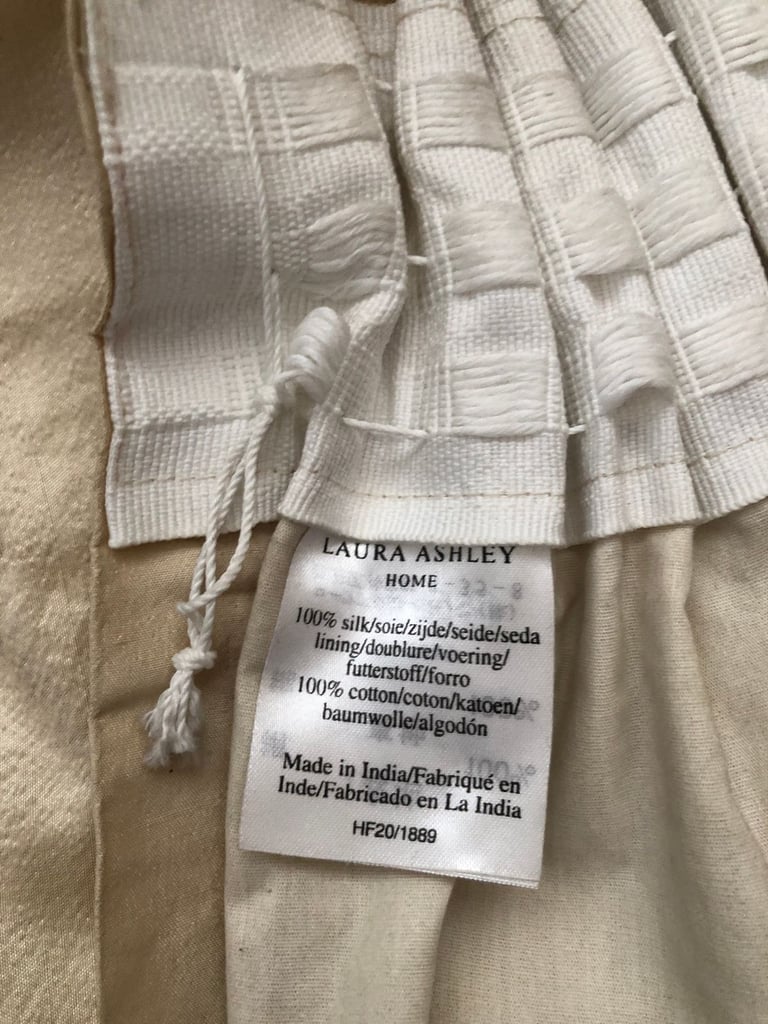 LAURA ASHLEY
HOME
100% silk/soie/zijde/seide/seda
lining/doublure/voering/
futterstoff/forro
100% cotton/coton/katoen/
baumwolle/algodón
Made in India/Fabriqué en
Inde/Fabricado en La India
HF20/1889